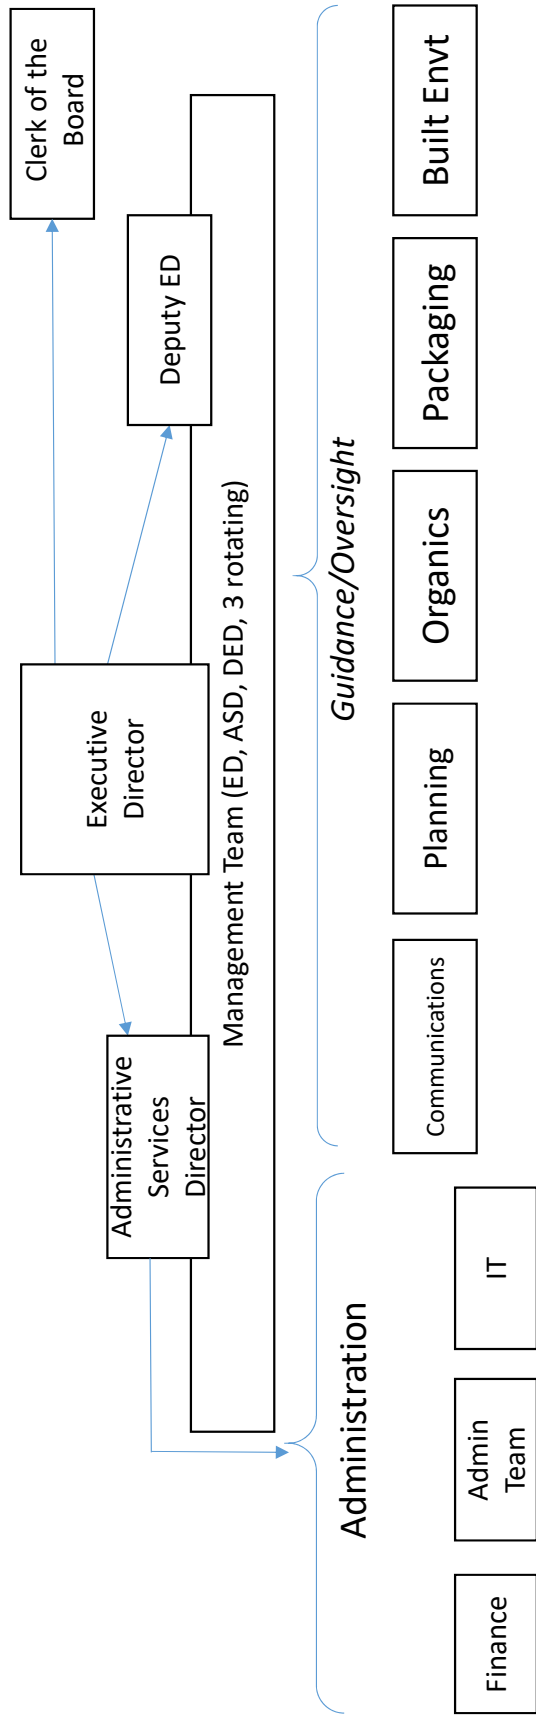 Clerk of the
Board
Executive
Director
Deputy ED
Administrative
Services
Director
Management Team (ED, ASD, DED, 3 rotating)
Administration
Guidance/Oversight
Finance
Admin
Team
IT
Communications
Planning
Organics
Packaging
Built Envt